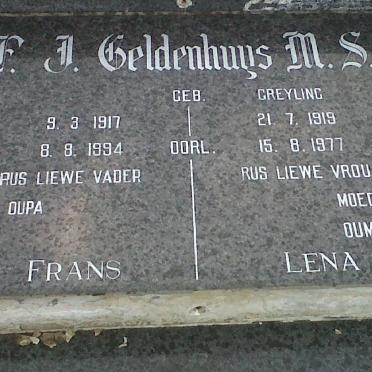 F. J. Geldenhuys M. S.
GEB. GREYLING
9. 3 1917 21. 7. 1919
8. 8. 1994 OORL. 15. 8. 1977
RUS LIEWE VADER RUS LIEWE VROU
OUPA MOED
OUM
FRANS LENA